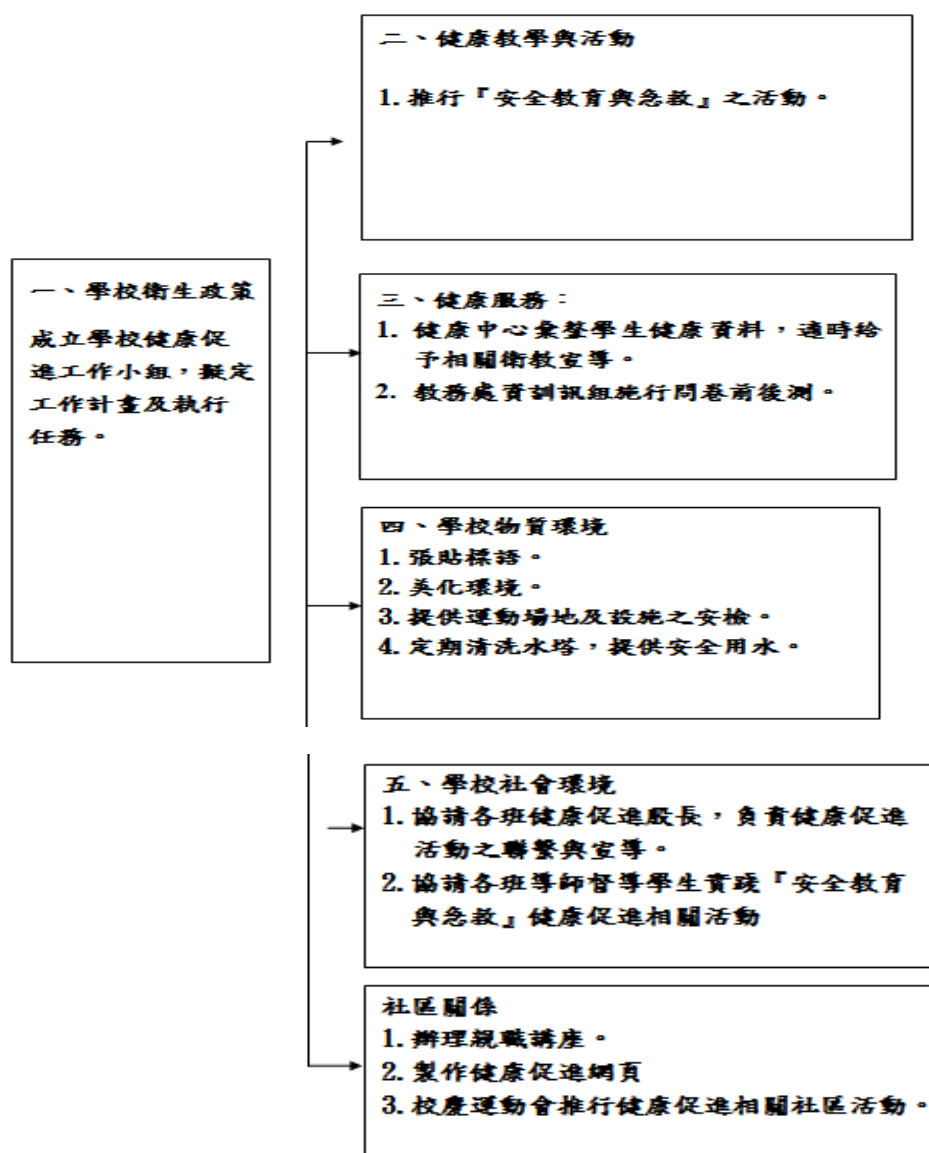 二、健康教學與活動
1. 推行『安全教育與急救』之活動。
一、學校衛生政策
成立學校健康促
進工作小組，擬定
工作計畫及執行
任務。
三、健康服務：
1. 健康中心彙整學生健康資料，適時給
予相關衛教宣導。
2. 教務處資訓訊組施行問卷前後測。
四、學校物質環境
1. 張貼標語。
2. 美化環境。
3. 提供運動場地及設施之安檢。
4. 定期清洗水塔，提供安全用水。
五、學校社會環境
1. 協請各班健康促進股長，負責健康促進
活動之聯繫與宣導。
2. 協請各班導師督導學生實踐『安全教育
與急救』健康促進相關活動
社區關係
1. 辦理親職講座。
2. 製作健康促進網頁
3. 校慶運動會推行健康促進相關社區活動。